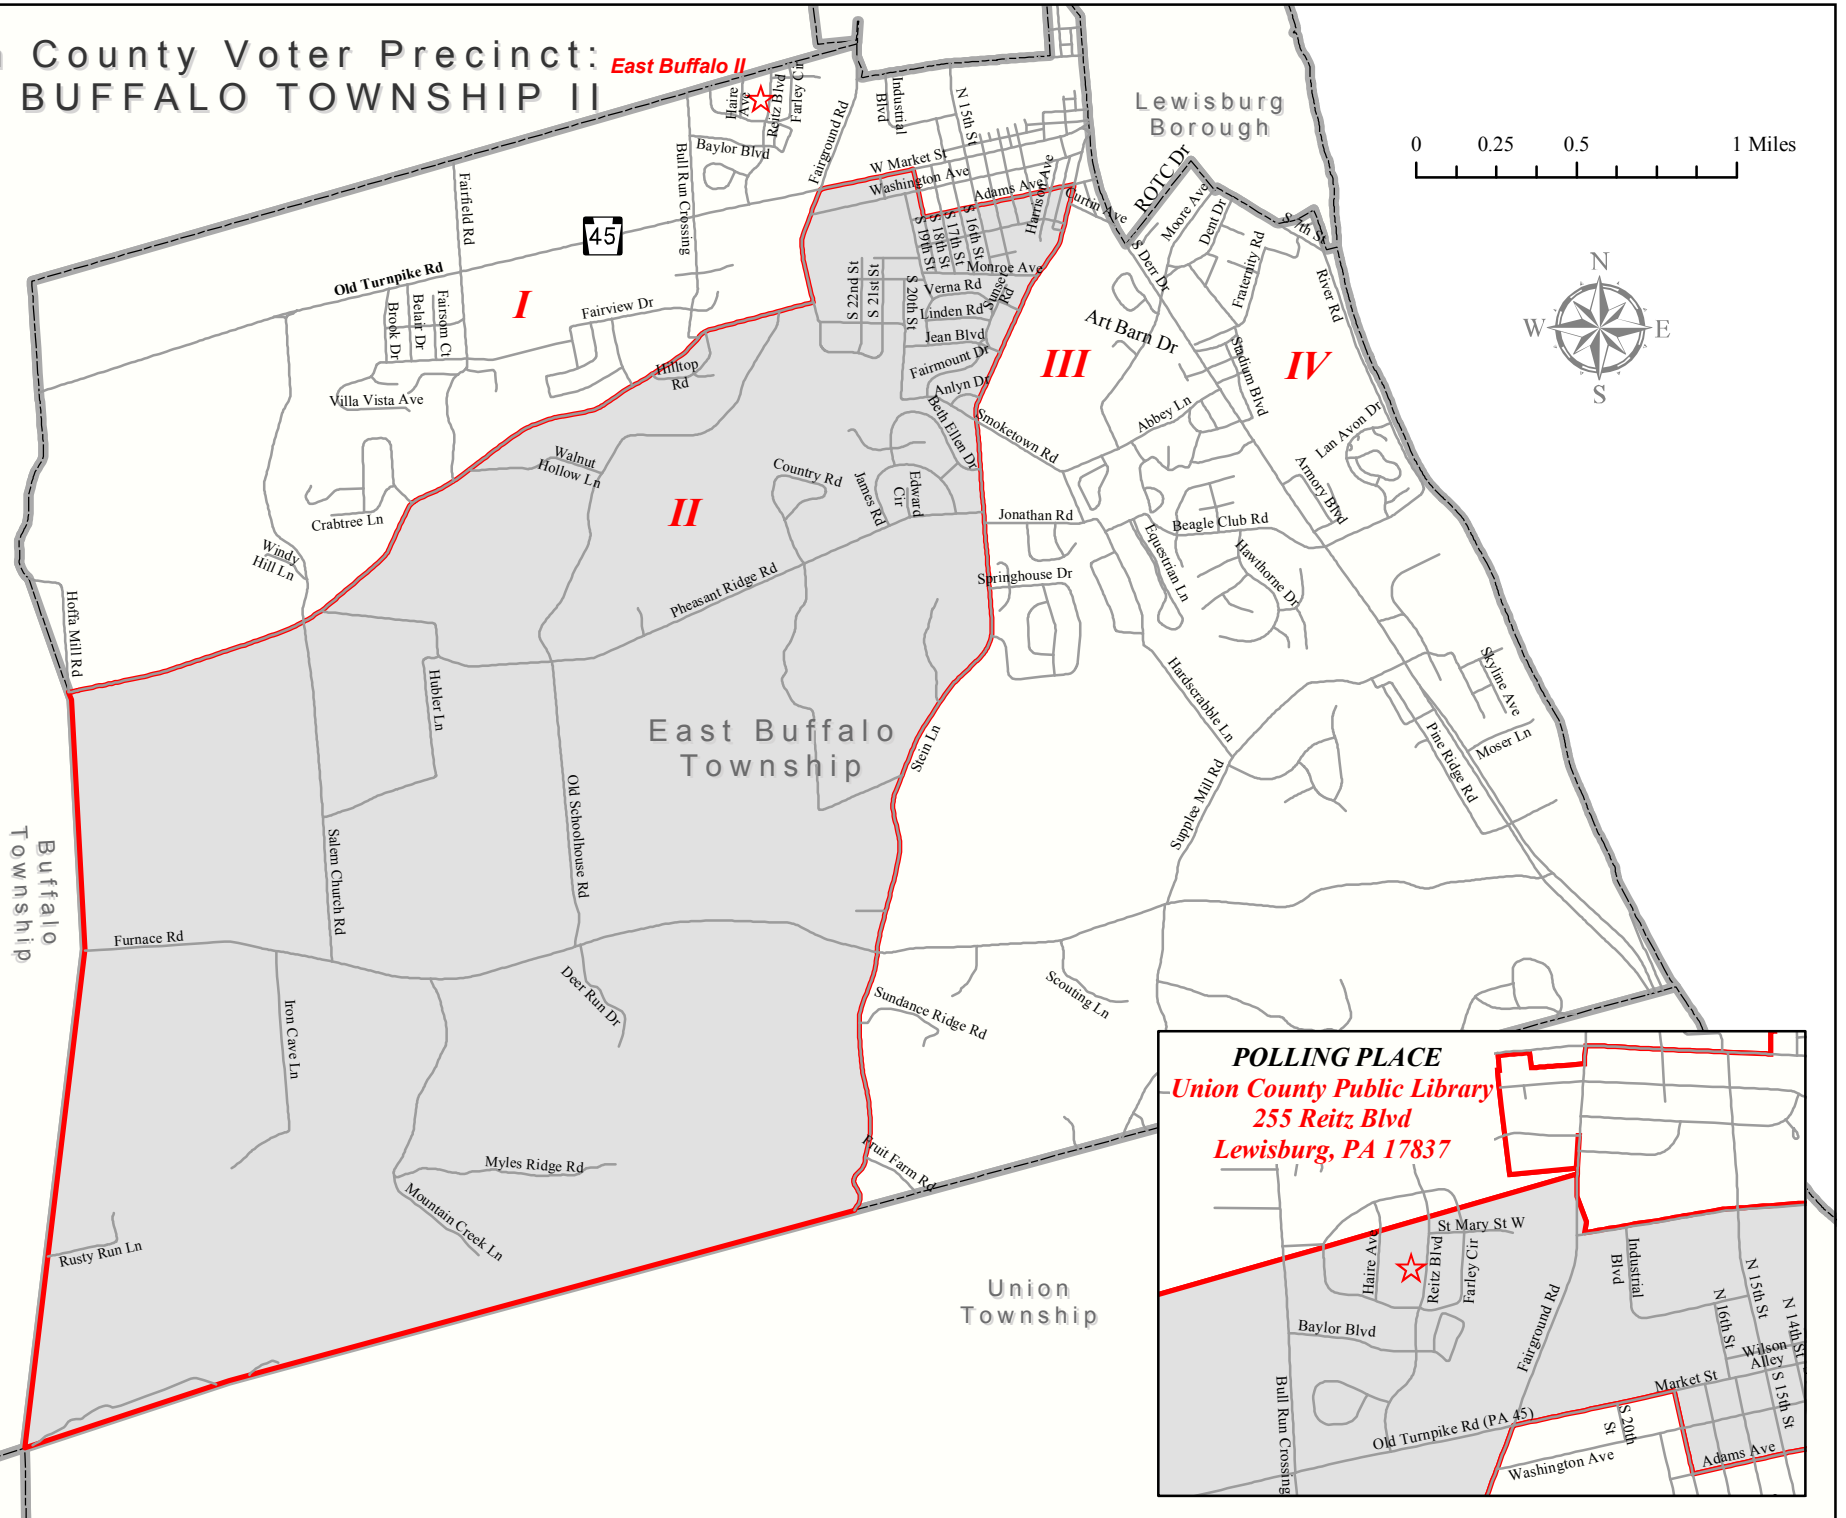 County Voter Precinct:
BUFFALO TOWNSHIP II
East Buffalo II
Haire
Ave
Reitz Blvd
Farley Cir
Baylor Blvd
Bull Run Crossing
Fairground Rd
Industrial
Blvd
N 15th St
W Market St
Washington Ave
Adams Ave
Harrison Ave
Curtin Ave
ROTC Dr
Lewisburg
Borough
0 0.25 0.5 1 Miles
N
W E
S
Moore Ave
Dent Dr
S 7th St
S Derr Dr
Fraternity Rd
River Rd
Fairfield Rd
45
Old Turnpike Rd
I
Brook Dr
Belair Dr
Fairsom Ct
Fairview Dr
Hilltop
Rd
Villa Vista Ave
S 22nd St
S 21st St
S 20th St
S 19th St
S 18th St
S 17th St
S 16th St
Monroe Ave
Verna Rd
Sunset
Rd
Linden Rd
Jean Blvd
Fairmount Dr
Anlyn Dr
Beth Ellen Dr
Art Barn Dr
III
IV
Stadium Blvd
Abbey Ln
Smoketown Rd
Lan Avon Dr
Armory Blvd
Walnut
Hollow Ln
Country Rd
James Rd
Edward
Cir
II
Crabtree Ln
Windy
Hill Ln
Jonathan Rd
Beagle Club Rd
Equestrian Ln
Hawthorne Dr
Springhouse Dr
Pheasant Ridge Rd
Hoffa Mill Rd
Hubler Ln
East Buffalo
Township
Stein Ln
Hardscrabble Ln
Skyline Ave
Moser Ln
Pine Ridge Rd
Supplee Mill Rd
Old Schoolhouse Rd
Salem Church Rd
Buffalo
Township
Furnace Rd
Deer Run Dr
Iron Cave Ln
Scouting Ln
Sundance Ridge Rd
Myles Ridge Rd
Fruit Farm Rd
Mountain Creek Ln
Rusty Run Ln
Union
Township
POLLING PLACE
Union County Public Library
255 Reitz Blvd
Lewisburg, PA 17837
St Mary St W
Haire Ave
Reitz Blvd
Farley Cir
Industrial
Blvd
Baylor Blvd
Fairground Rd
N 15th St
N 16th St
N 14th St
Wilson
Alley
Market St
S 15th St
Bull Run Crossing
Old Turnpike Rd (PA 45)
S 20th
St
Washington Ave
Adams Ave